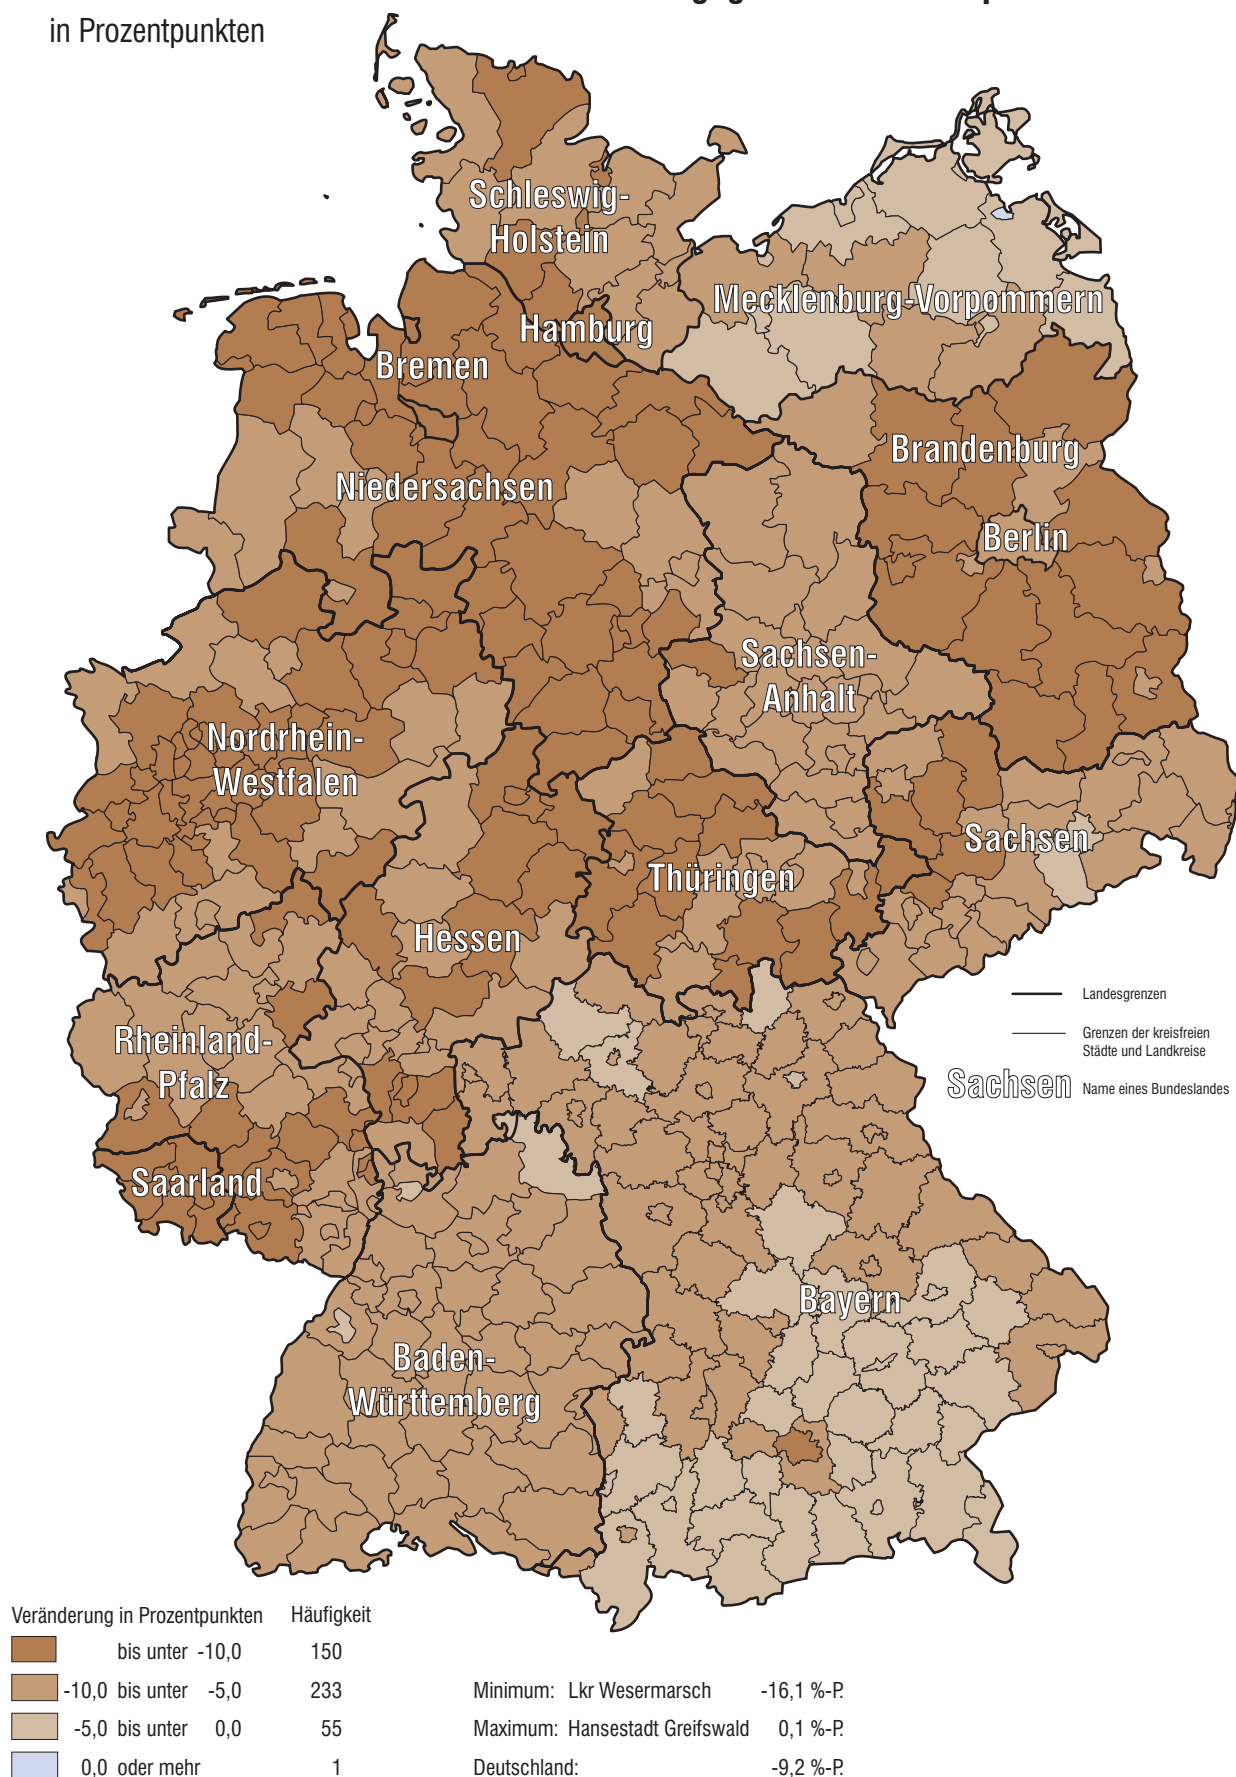 in Prozentpunkten
Schleswig-
Holstein
Mecklenburg-Vorpommern
Hamburg
Bremen
Brandenburg
Niedersachsen
Berlin
Sachsen-
Anhalt
Nordrhein-
Westfalen
Sachsen
Thüringen
Hessen
Rheinland-
Pfalz
Saarland
Bayern
Baden-
Württemberg
Landesgrenzen
Grenzen der kreisfreien
Städte und Landkreise
Sachsen Name eines Bundeslandes
Veränderung in Prozentpunkten Häufigkeit
bis unter -10,0 150
-10,0 bis unter -5,0 233
-5,0 bis unter 0,0 55
0,0 oder mehr 1
Minimum: Lkr Wesermarsch -16,1 %-P.
Maximum: Hansestadt Greifswald 0,1 %-P.
Deutschland: -9,2 %-P.